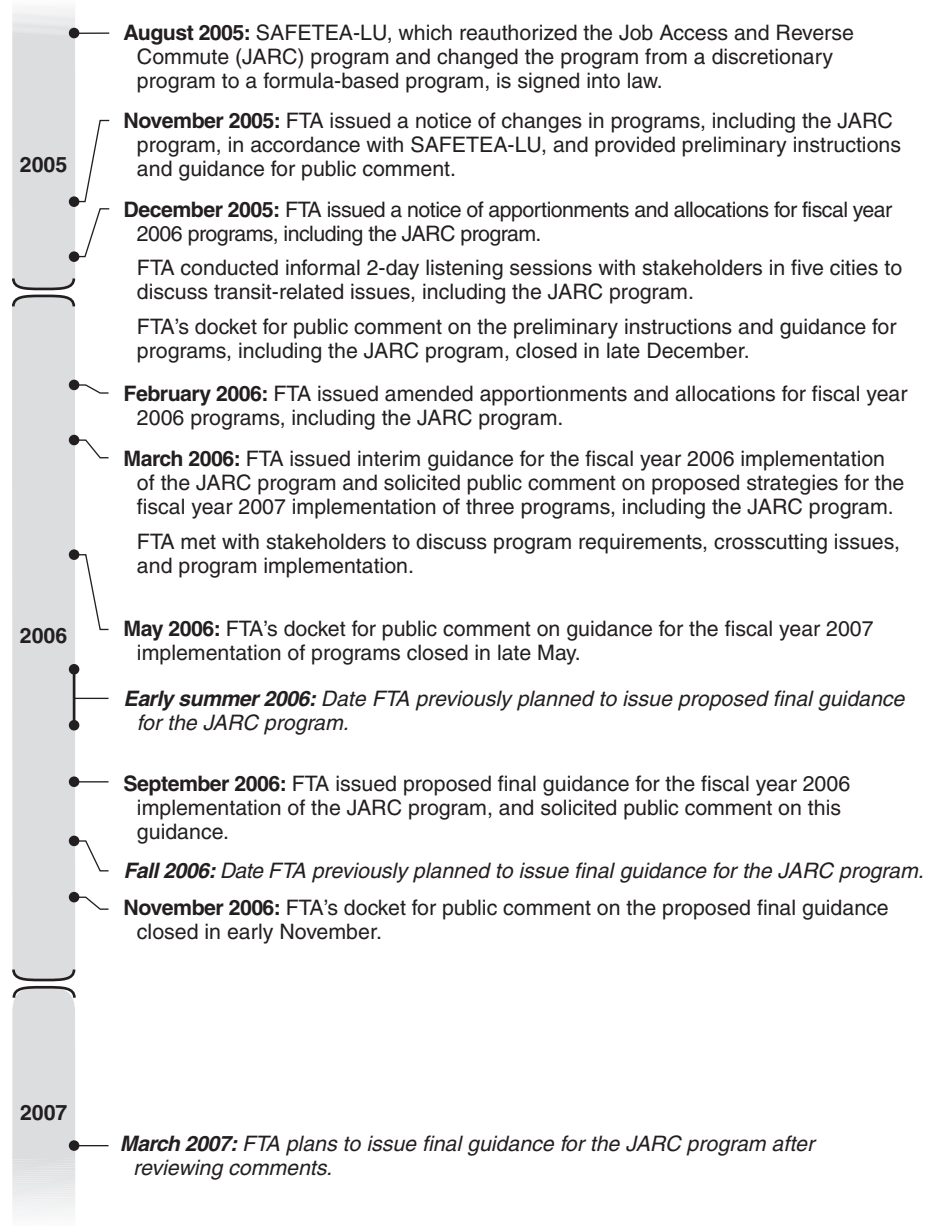 August 2005: SAFETEA-LU, which reauthorized the Job Access and Reverse
Commute (JARC) program and changed the program from a discretionary
program to a formula-based program, is signed into law.
November 2005: FTA issued a notice of changes in programs, including the JARC
program, in accordance with SAFETEA-LU, and provided preliminary instructions
and guidance for public comment.
2005
December 2005: FTA issued a notice of apportionments and allocations for fiscal year
2006 programs, including the JARC program.
FTA conducted informal 2-day listening sessions with stakeholders in five cities to
discuss transit-related issues, including the JARC program.
FTA’s docket for public comment on the preliminary instructions and guidance for
programs, including the JARC program, closed in late December.
February 2006: FTA issued amended apportionments and allocations for fiscal year
2006 programs, including the JARC program.
March 2006: FTA issued interim guidance for the fiscal year 2006 implementation
of the JARC program and solicited public comment on proposed strategies for the
fiscal year 2007 implementation of three programs, including the JARC program.
FTA met with stakeholders to discuss program requirements, crosscutting issues,
and program implementation.
2006
May 2006: FTA’s docket for public comment on guidance for the fiscal year 2007
implementation of programs closed in late May.
Early summer 2006: Date FTA previously planned to issue proposed final guidance
for the JARC program.
September 2006: FTA issued proposed final guidance for the fiscal year 2006
implementation of the JARC program, and solicited public comment on this
guidance.
Fall 2006: Date FTA previously planned to issue final guidance for the JARC program.
November 2006: FTA’s docket for public comment on the proposed final guidance
closed in early November.
2007
March 2007: FTA plans to issue final guidance for the JARC program after
reviewing comments.